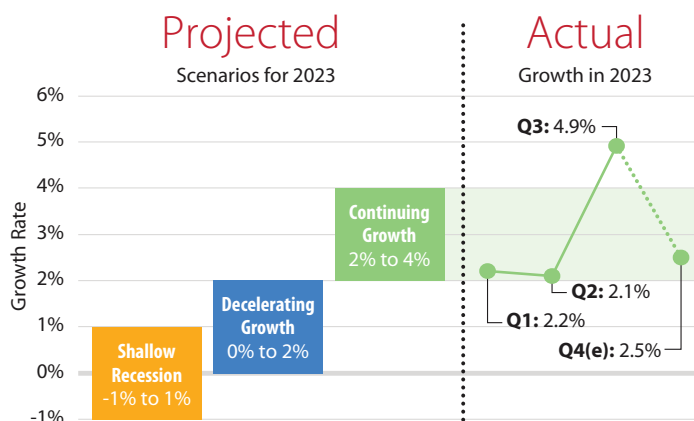 Projected
Scenarios for 2023
Actual
Growth in 2023
Growth Rate
6%
5%
4%
3%
2%
1%
0%
-1%
Shallow
Recession
-1% to 1%
Decelerating
Growth
0% to 2%
Continuing
Growth
2% to 4%
Q1: 2.2%
Q2: 2.1%
Q3: 4.9%
Q4(e): 2.5%